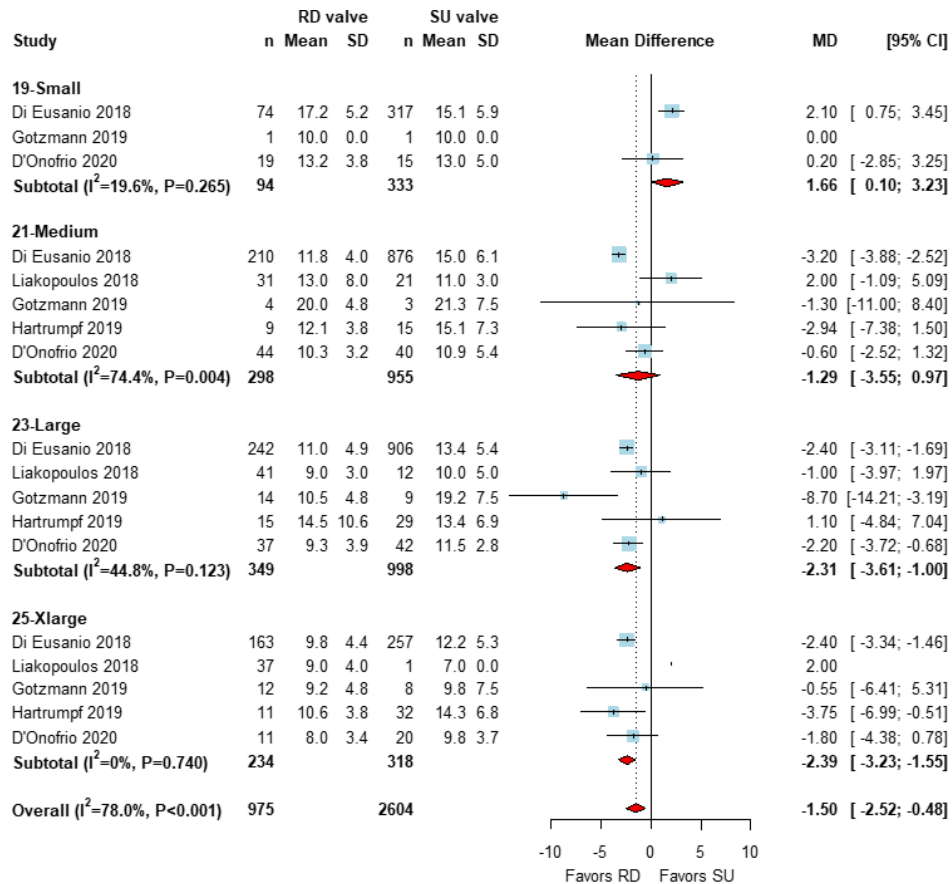 RD valve SU valve
Study n Mean SD n Mean SD Mean Difference MD [95% CI]
19-Small
Di Eusanio 2018 74 17.2 5.2 317 15.1 5.9 2.10 [ 0.75; 3.45]
Gotzmann 2019 1 10.0 0.0 1 10.0 0.0 0.00
D'Onofrio 2020 19 13.2 3.8 15 13.0 5.0 0.20 [-2.85; 3.25]
Subtotal (I²=19.6%, P=0.265) 94 333 1.66 [ 0.10; 3.23]
21-Medium
Di Eusanio 2018 210 11.8 4.0 876 15.0 6.1 -3.20 [-3.88; -2.52]
Liakopoulos 2018 31 13.0 8.0 21 11.0 3.0 2.00 [-1.09; 5.09]
Gotzmann 2019 4 20.0 4.8 3 21.3 7.5 -1.30 [-11.00; 8.40]
Hartrumpf 2019 9 12.1 3.8 15 15.1 7.3 -2.94 [-7.38; 1.50]
D'Onofrio 2020 44 10.3 3.2 40 10.9 5.4 -0.60 [-2.52; 1.32]
Subtotal (I²=74.4%, P=0.004) 298 955 -1.29 [-3.55; 0.97]
23-Large
Di Eusanio 2018 242 11.0 4.9 906 13.4 5.4 -2.40 [-3.11; -1.69]
Liakopoulos 2018 41 9.0 3.0 12 10.0 5.0 -1.00 [-3.97; 1.97]
Gotzmann 2019 14 10.5 4.8 9 19.2 7.5 -8.70 [-14.21; -3.19]
Hartrumpf 2019 15 14.5 10.6 29 13.4 6.9 1.10 [-4.84; 7.04]
D'Onofrio 2020 37 9.3 3.9 42 11.5 2.8 -2.20 [-3.72; -0.68]
Subtotal (I²=44.8%, P=0.123) 349 998 -2.31 [ -3.61; -1.00]
25-Xlarge
Di Eusanio 2018 163 9.8 4.4 257 12.2 5.3 -2.40 [-3.34; -1.46]
Liakopoulos 2018 37 9.0 4.0 1 7.0 0.0 2.00
Gotzmann 2019 12 9.2 4.8 8 9.8 7.5 -0.55 [-6.41; 5.31]
Hartrumpf 2019 11 10.6 3.8 32 14.3 6.8 -3.75 [-6.99; -0.51]
D'Onofrio 2020 11 8.0 3.4 20 9.8 3.7 -1.80 [-4.38; 0.78]
Subtotal (I²=0%, P=0.740) 234 318 -2.39 [ -3.23; -1.55]
Overall (I²=78.0%, P<0.001) 975 2604 -1.50 [-2.52; -0.48]
-10 -5 0 5 10
Favors RD Favors SU